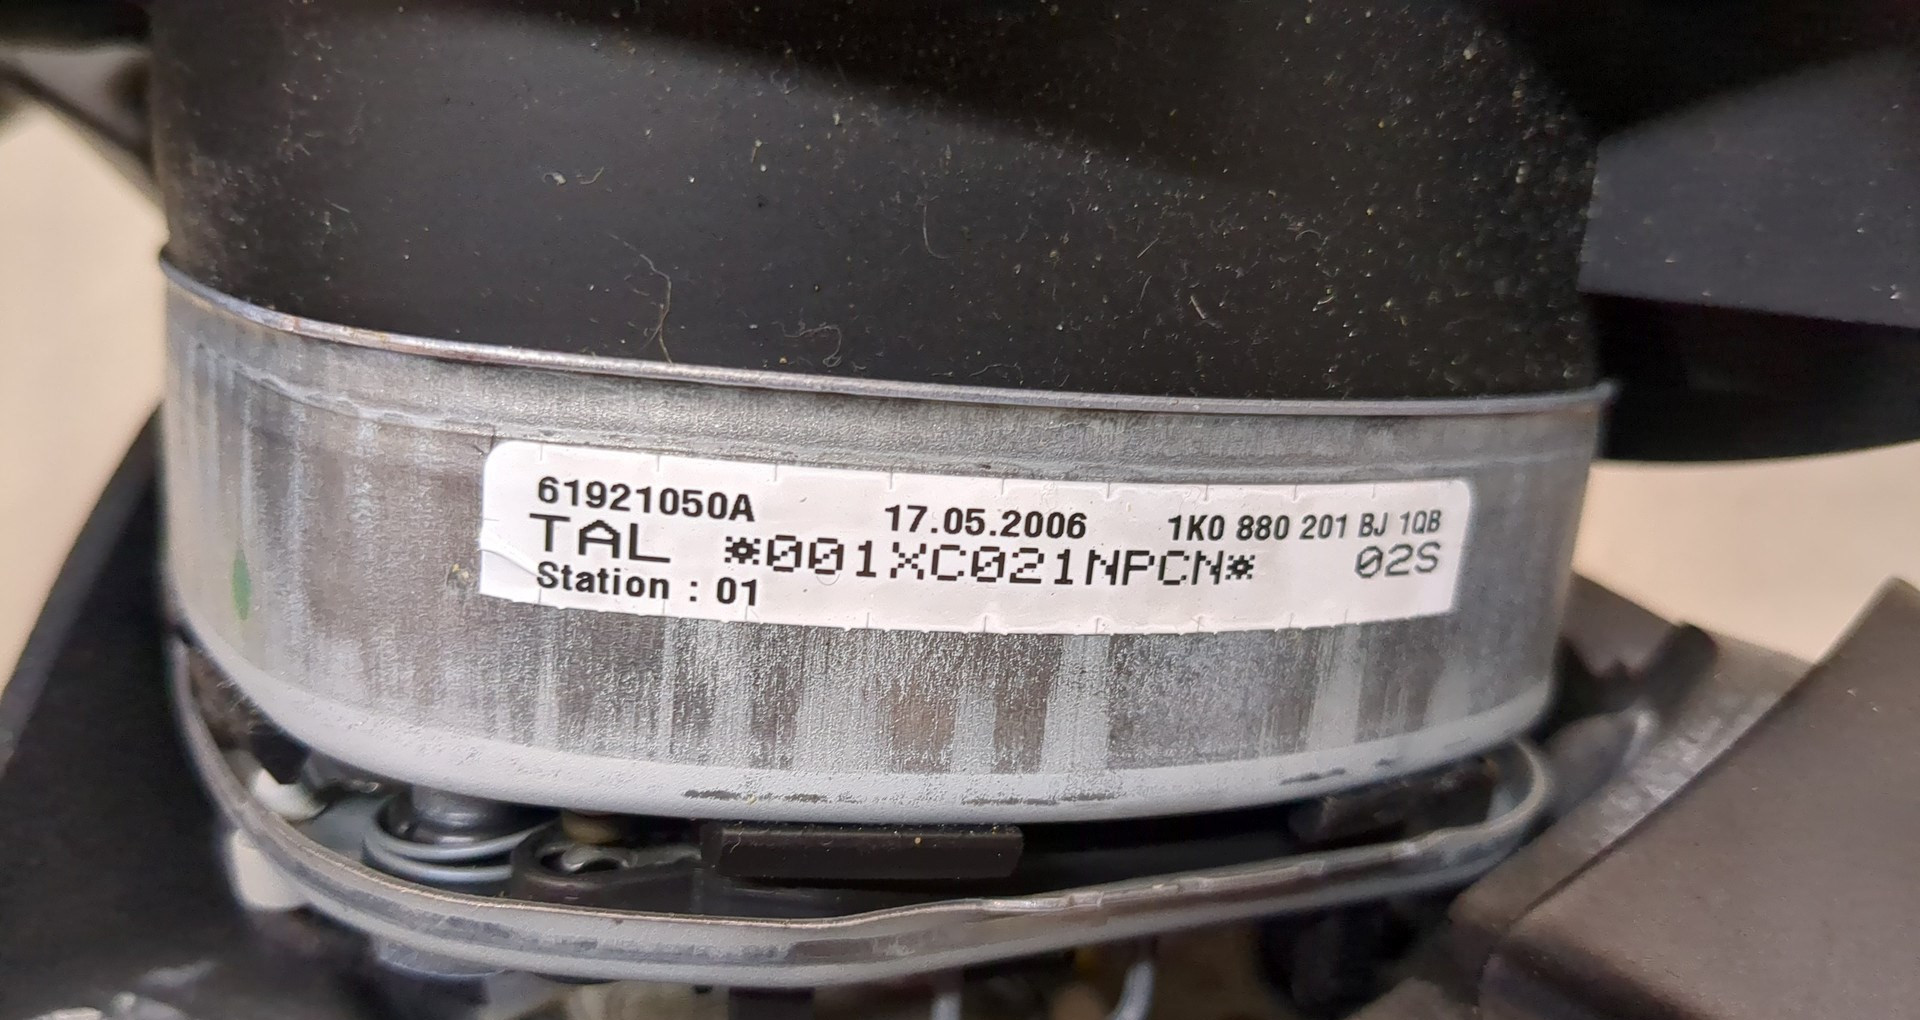 61921050A 17.05.2006 1K0 880 201 BJ 1QB
TAL *001XC021NPCN* 02S
Station : 01